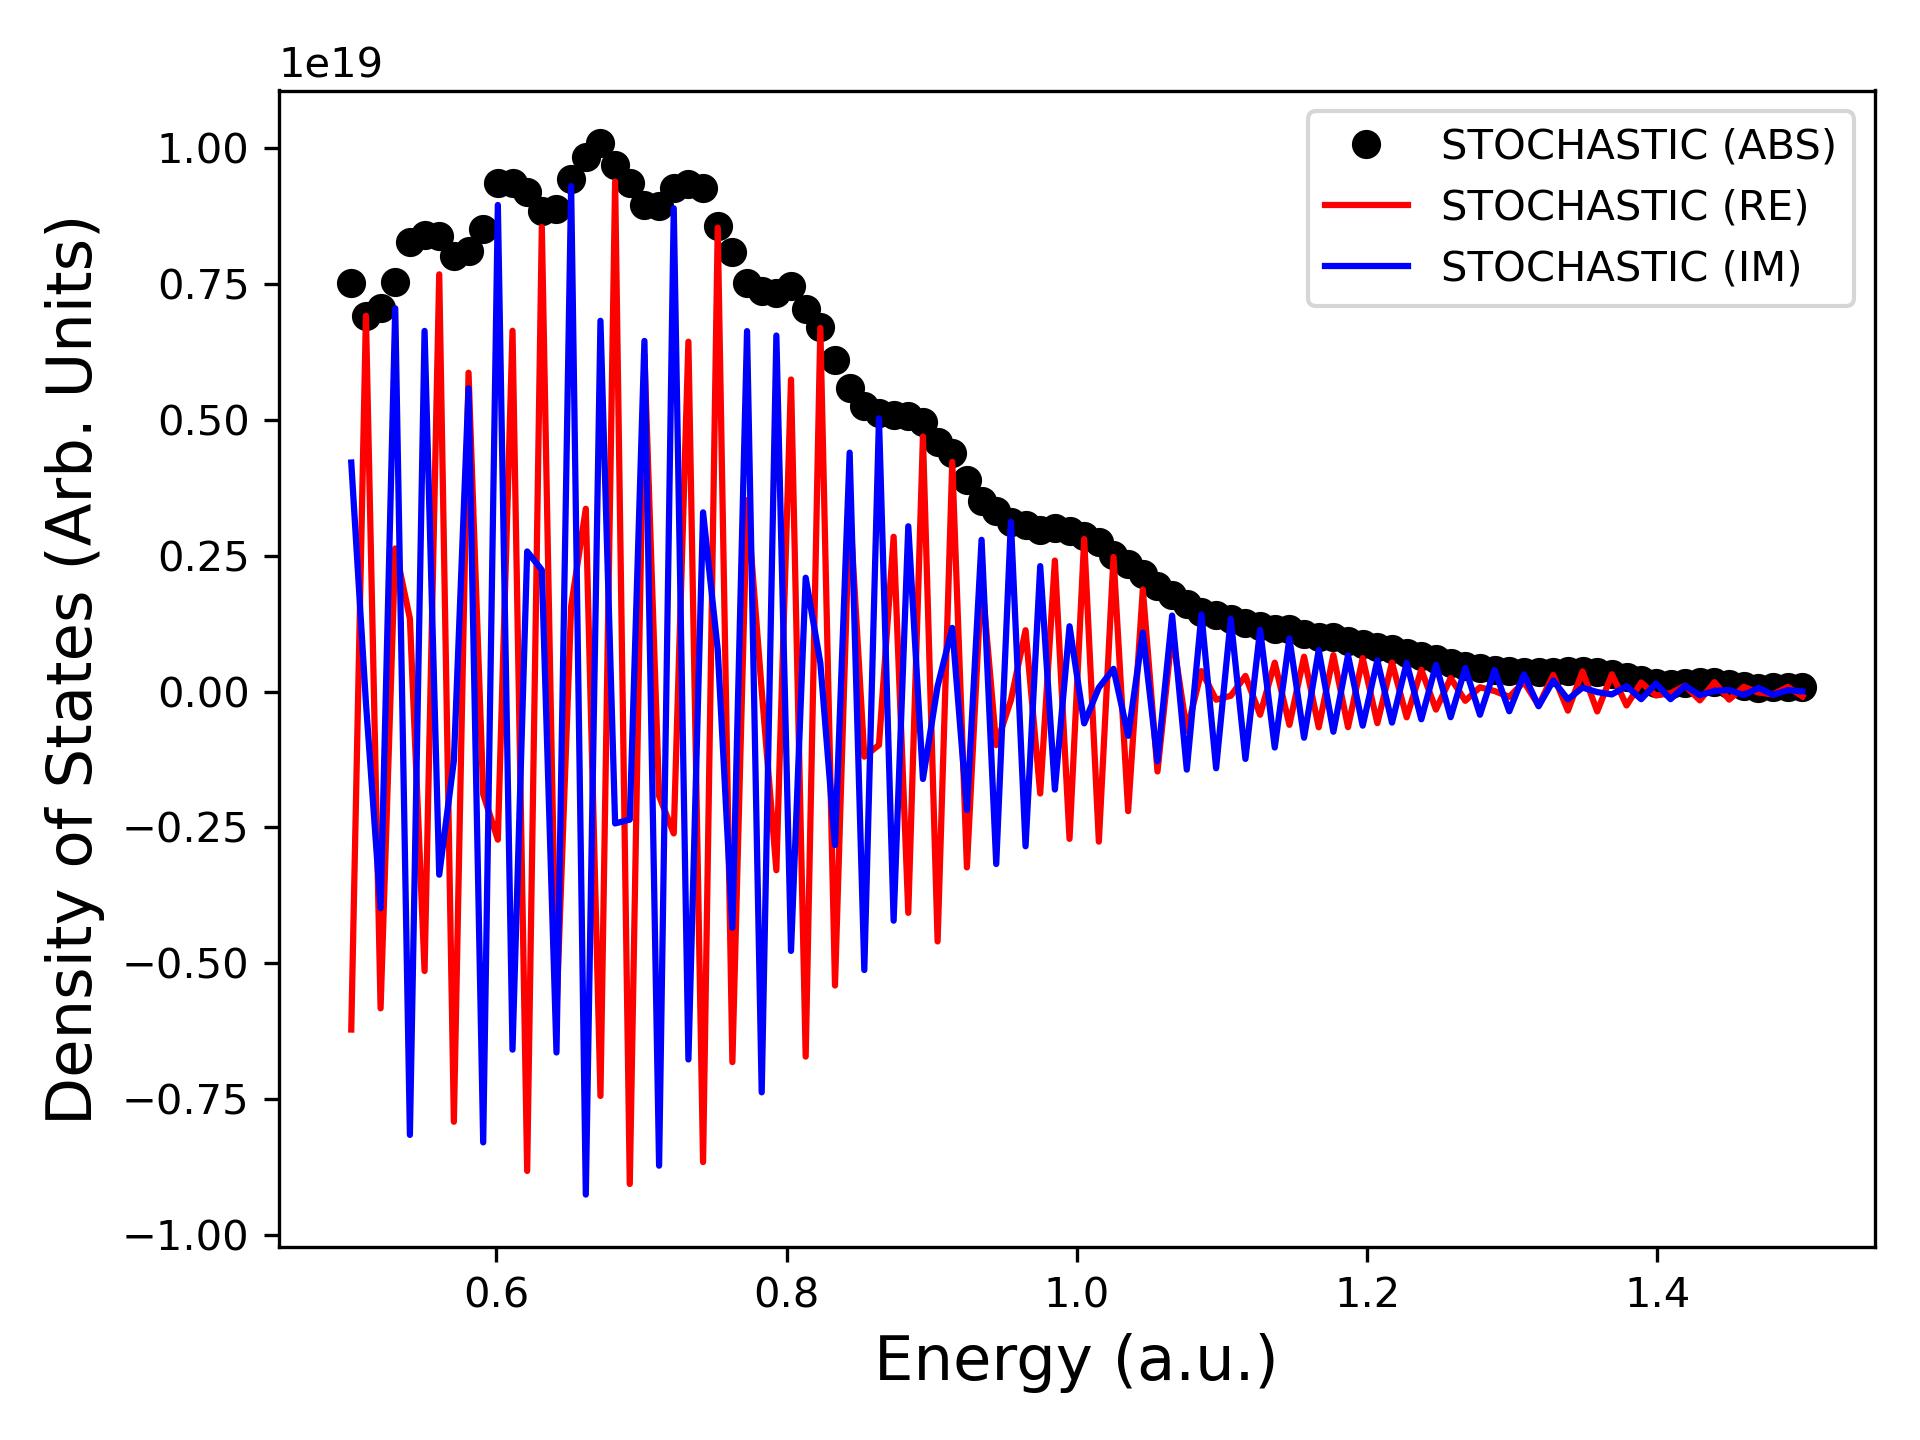 1e19
STOCHASTIC (ABS)
STOCHASTIC (RE)
STOCHASTIC (IM)
Density of States (Arb. Units)
1.00
0.75
0.50
0.25
0.00
−0.25
−0.50
−0.75
−1.00
0.6 0.8 1.0 1.2 1.4
Energy (a.u.)